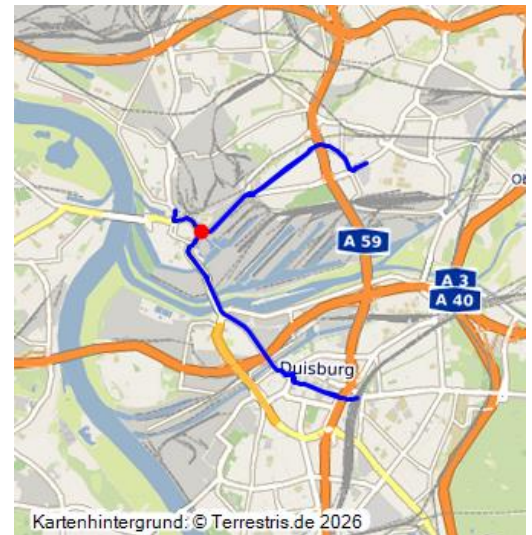 A 59
A 3
A 40
Duisburg
Kartenhintergrund: © Terrestris.de 2026